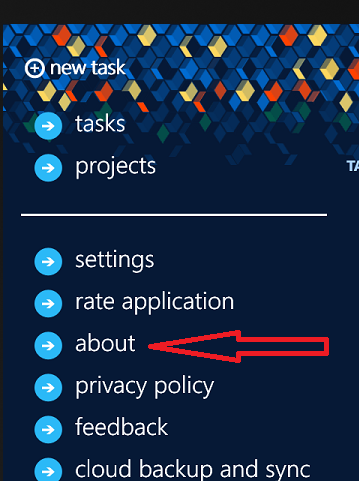 new task
tasks
projects
TA
settings
rate application
about
privacy policy
feedback
cloud backup and sync